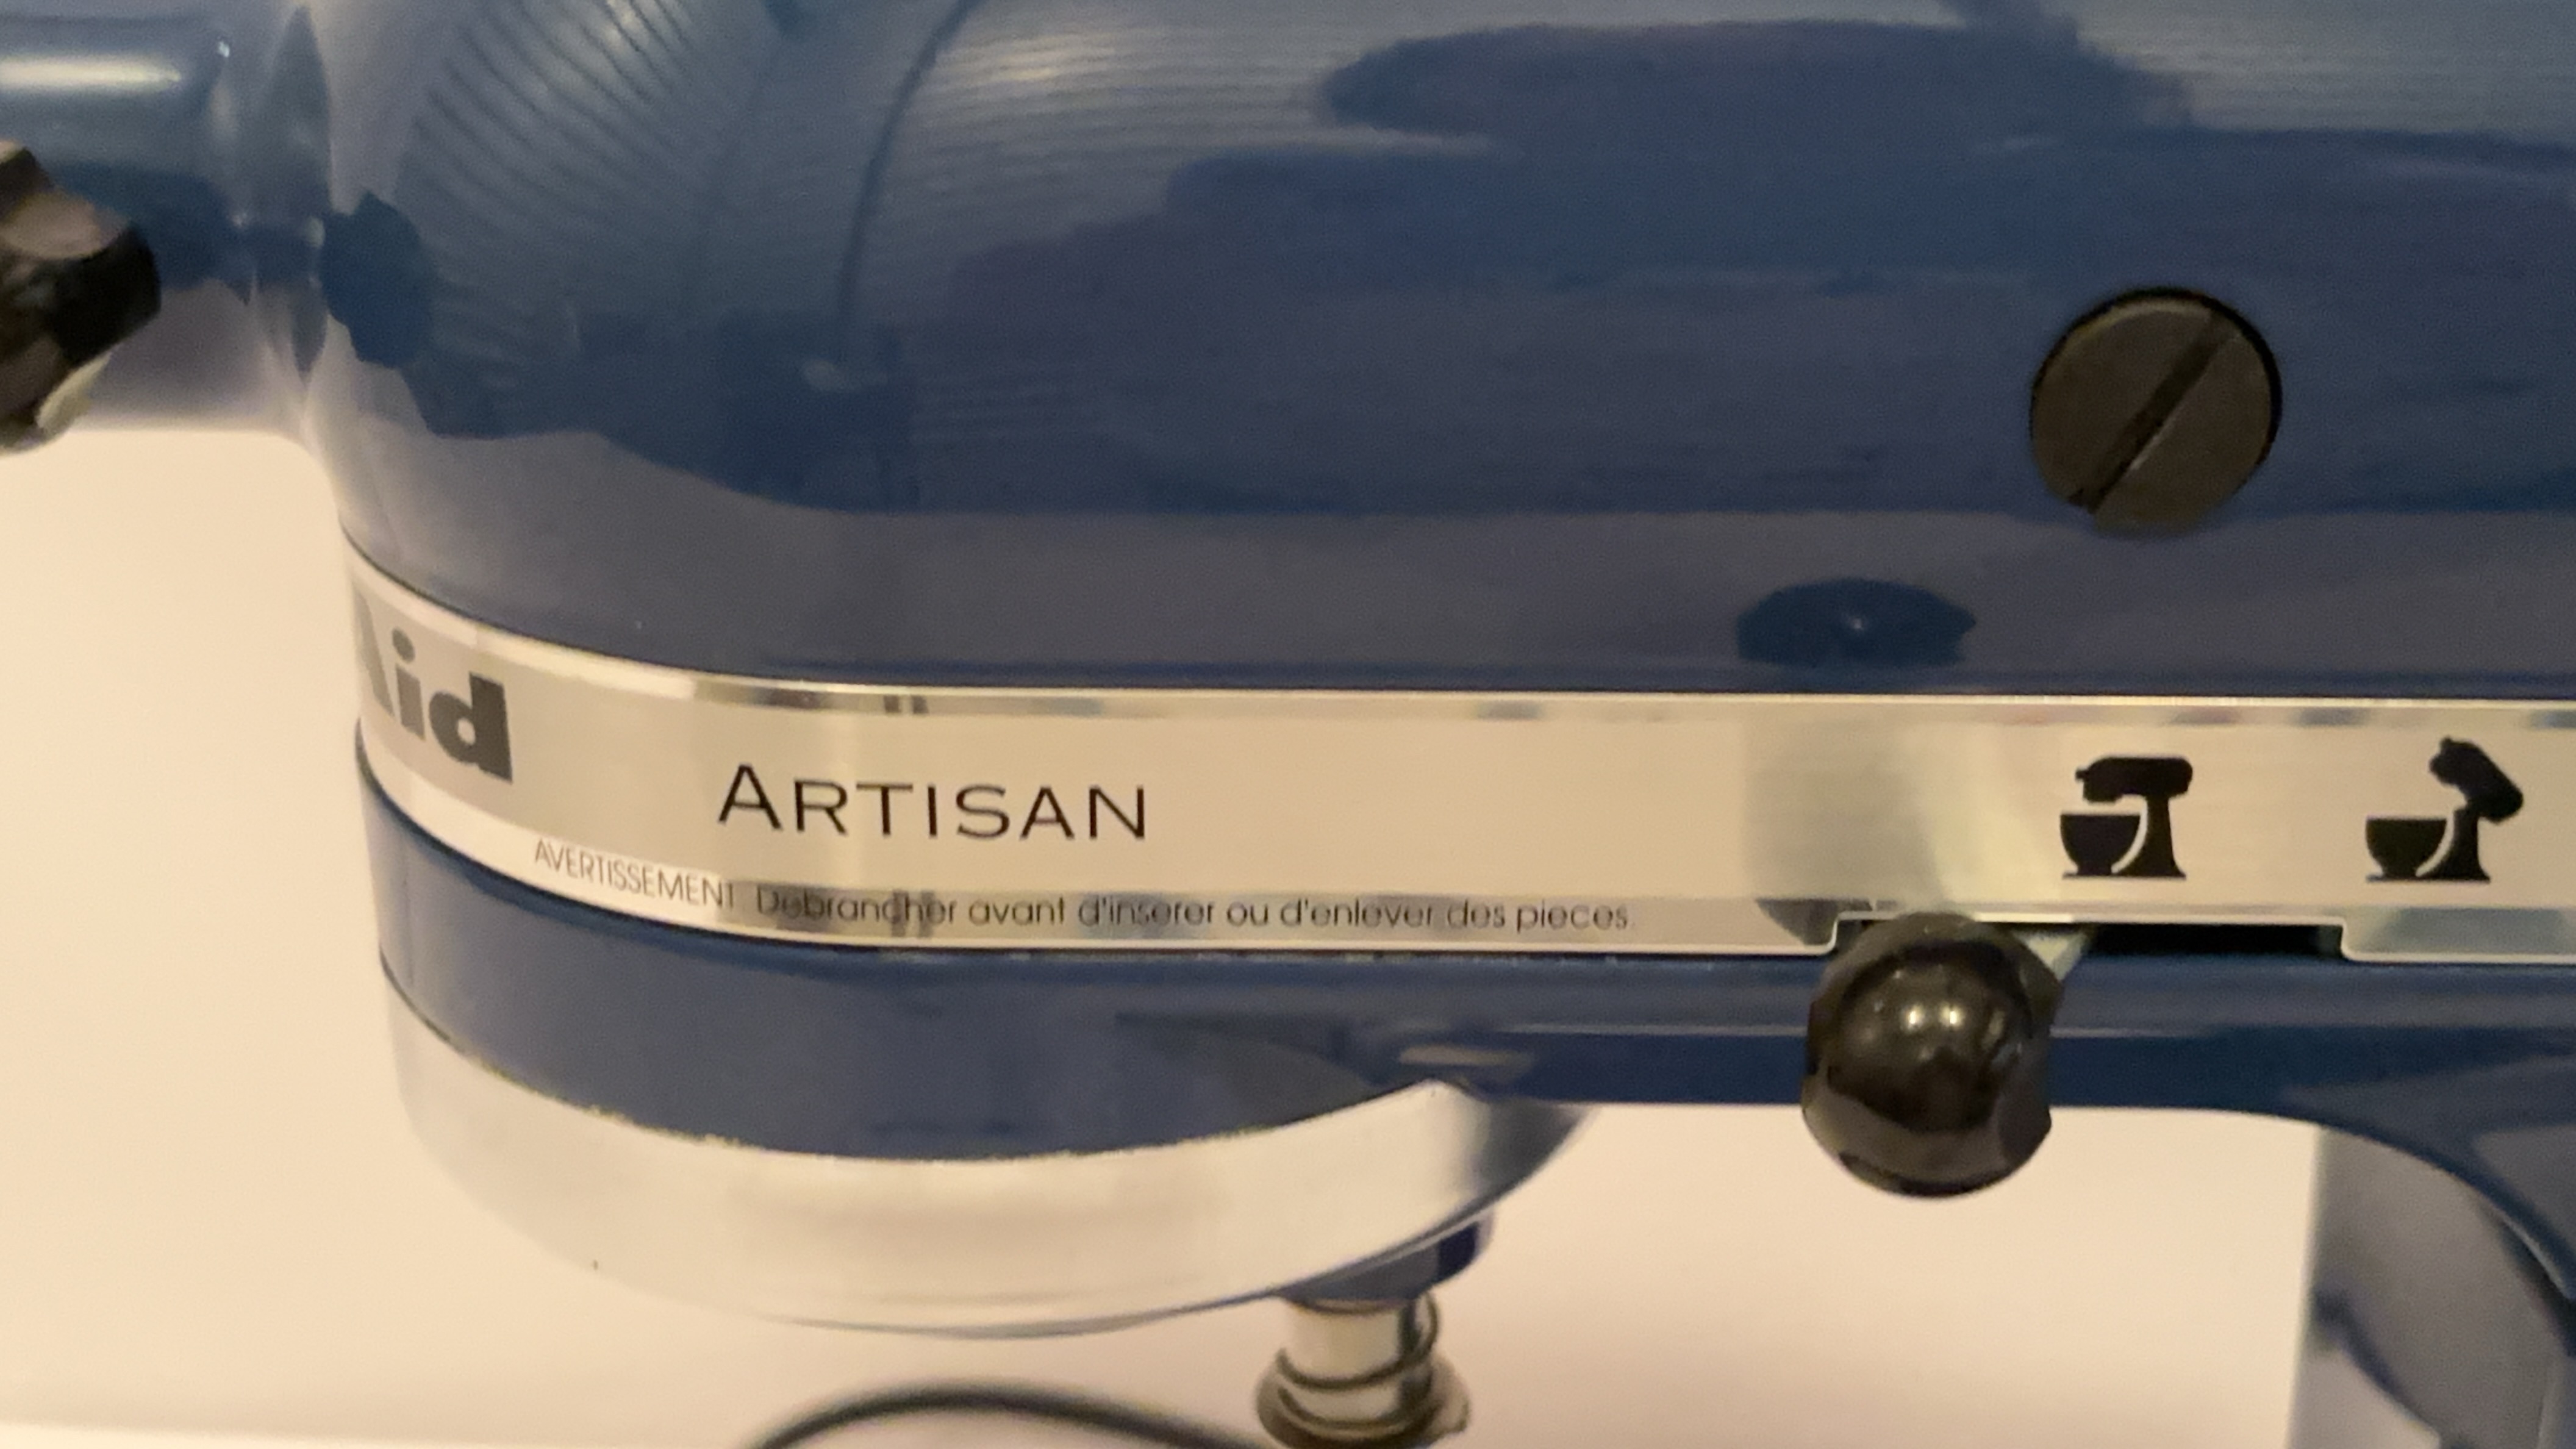 Aid
ARTISAN
AVERTISSEMENT Debrancher avant d'inserer ou d'enlever des pieces.